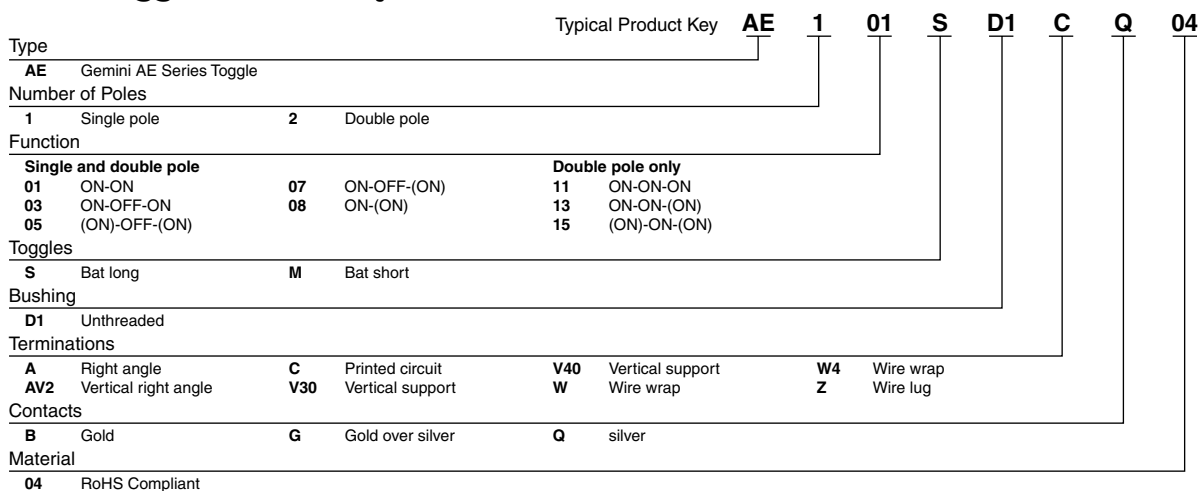 Typical Product Key AE 1 01 S D1 C Q 04
Type
AE Gemini AE Series Toggle
Number of Poles
1 Single pole 2 Double pole
Function
Single and double pole Double pole only
01 ON-ON 07 ON-OFF-(ON) 11 ON-ON-ON
03 ON-OFF-ON 08 ON-(ON) 13 ON-ON-(ON)
05 (ON)-OFF-(ON) 15 (ON)-ON-(ON)
Toggles
S Bat long M Bat short
Bushing
D1 Unthreaded
Terminations
A Right angle C Printed circuit V40 Vertical support W4 Wire wrap
AV2 Vertical right angle V30 Vertical support W Wire wrap Z Wire lug
Contacts
B Gold G Gold over silver Q silver
Material
04 RoHS Compliant